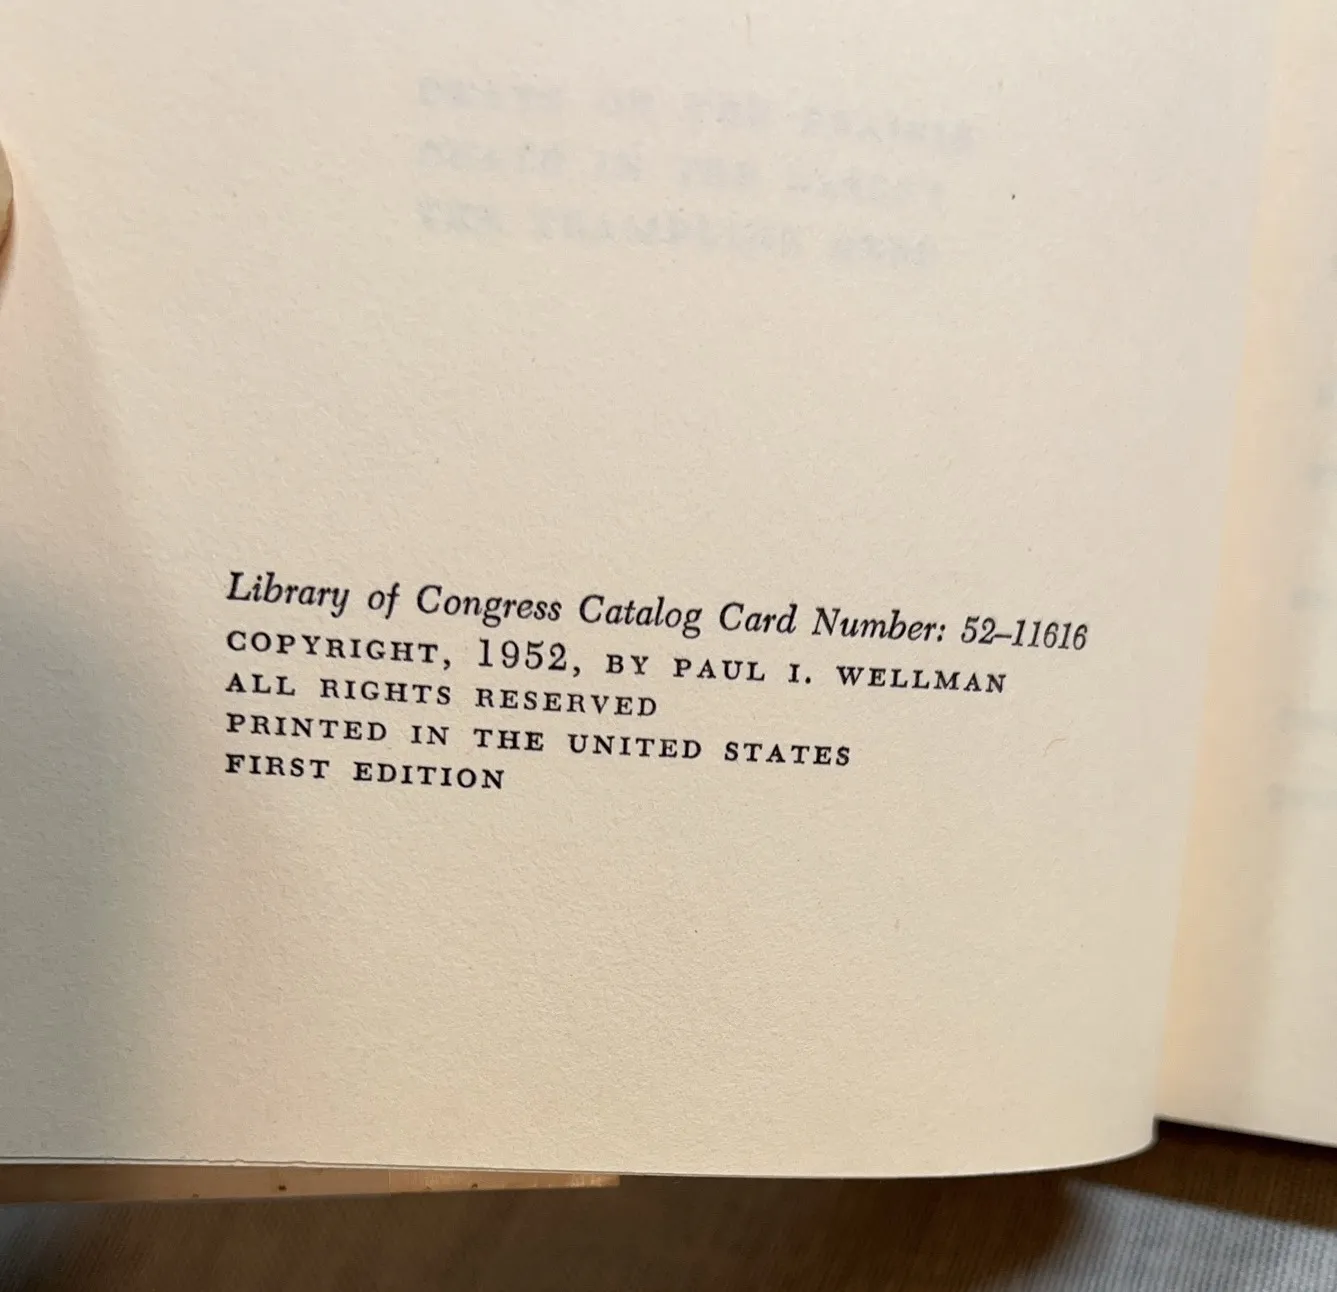 Library of Congress Catalog Card Number: 52–11616
COPYRIGHT, 1952, BY PAUL I. WELLMAN
ALL RIGHTS RESERVED
PRINTED IN THE UNITED STATES
FIRST EDITION